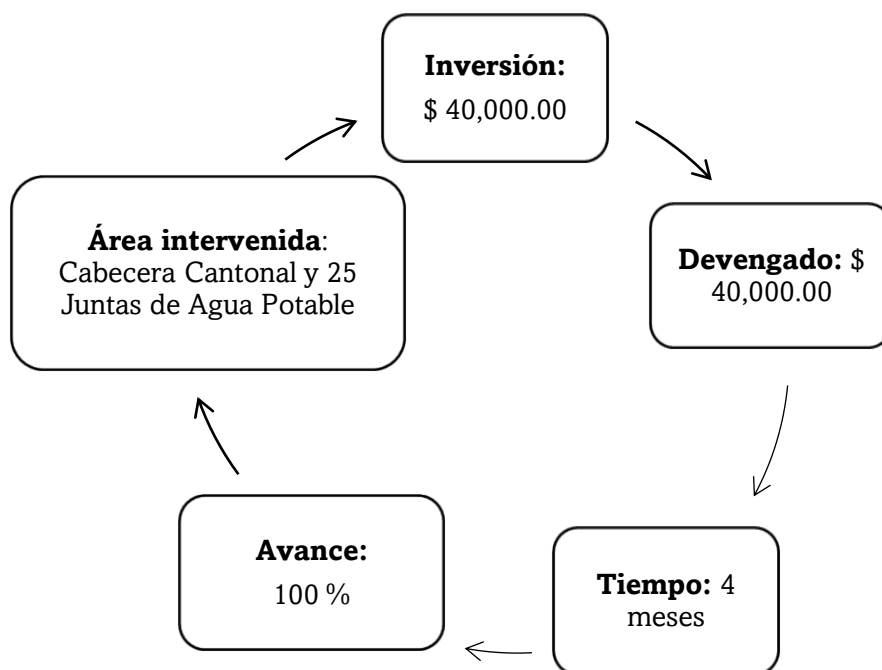 Inversión:
$ 40,000.00
Devengado: $
40,000.00
Tiempo: 4
meses
Avance:
100 %
Área intervenida:
Cabecera Cantonal y 25
Juntas de Agua Potable